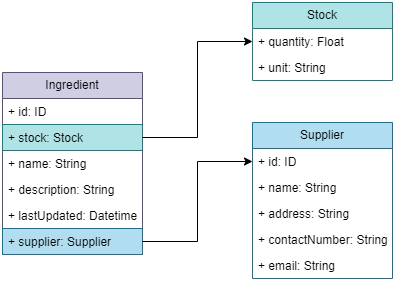 Stock
+ quantity: Float
+ unit: String
Ingredient
+ id: ID
+ stock: Stock
+ name: String
+ description: String
+ lastUpdated: Datetime
+ supplier: Supplier
Supplier
+ id: ID
+ name: String
+ address: String
+ contactNumber: String
+ email: String